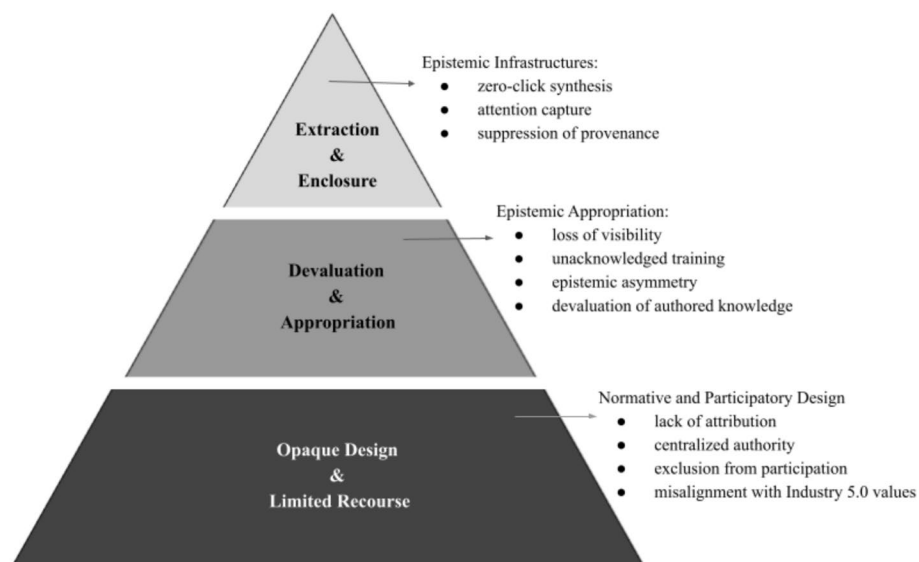 Epistemic Infrastructures:
● zero-click synthesis
● attention capture
● suppression of provenance
Extraction
&
Enclosure
Epistemic Appropriation:
● loss of visibility
● unacknowledged training
● epistemic asymmetry
● devaluation of authored knowledge
Devaluation
&
Appropriation
Normative and Participatory Design
● lack of attribution
● centralized authority
● exclusion from participation
● misalignment with Industry 5.0 values
Opaque Design
&
Limited Recourse